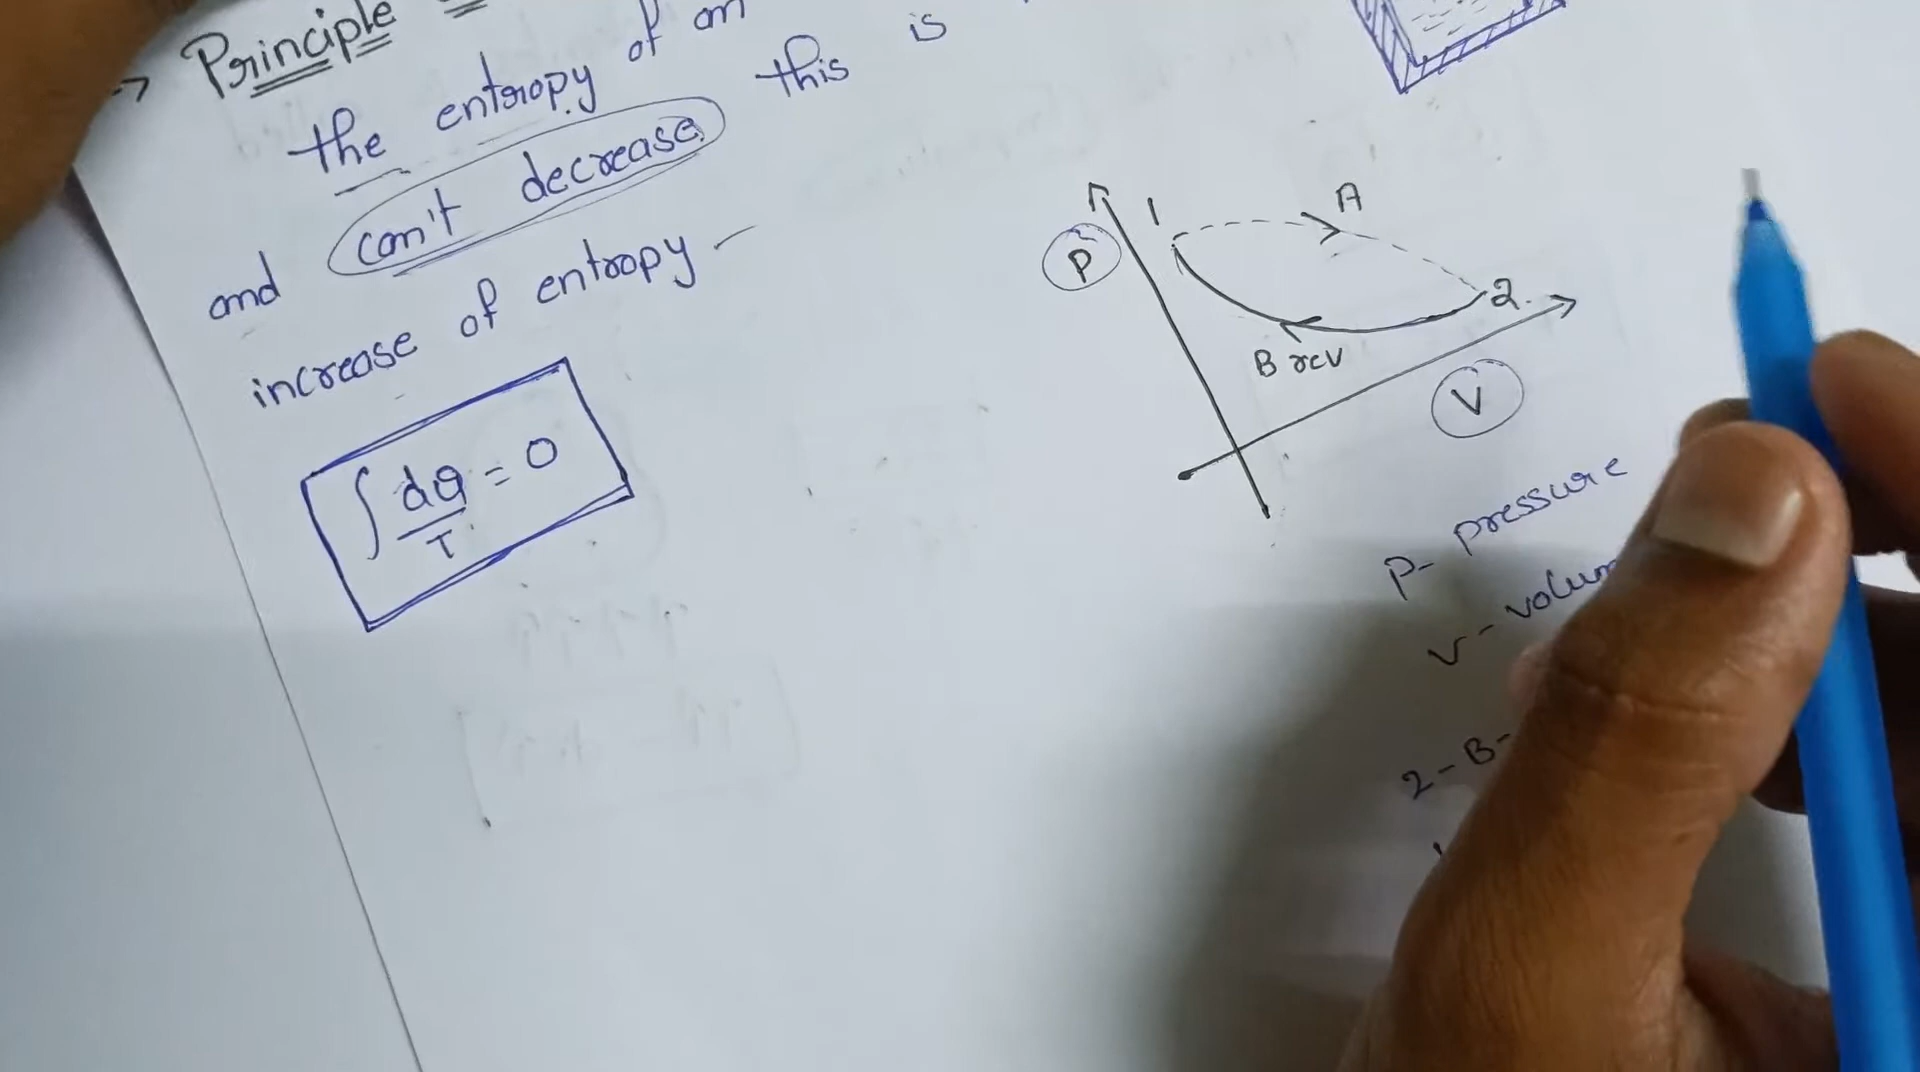 → Principle
the entropy of an
and can't decrease this is
increase of entropy -
∫ dQ/T = 0
P
1
A
2.
B rev
V
P- pressure
V- volum
2-B-